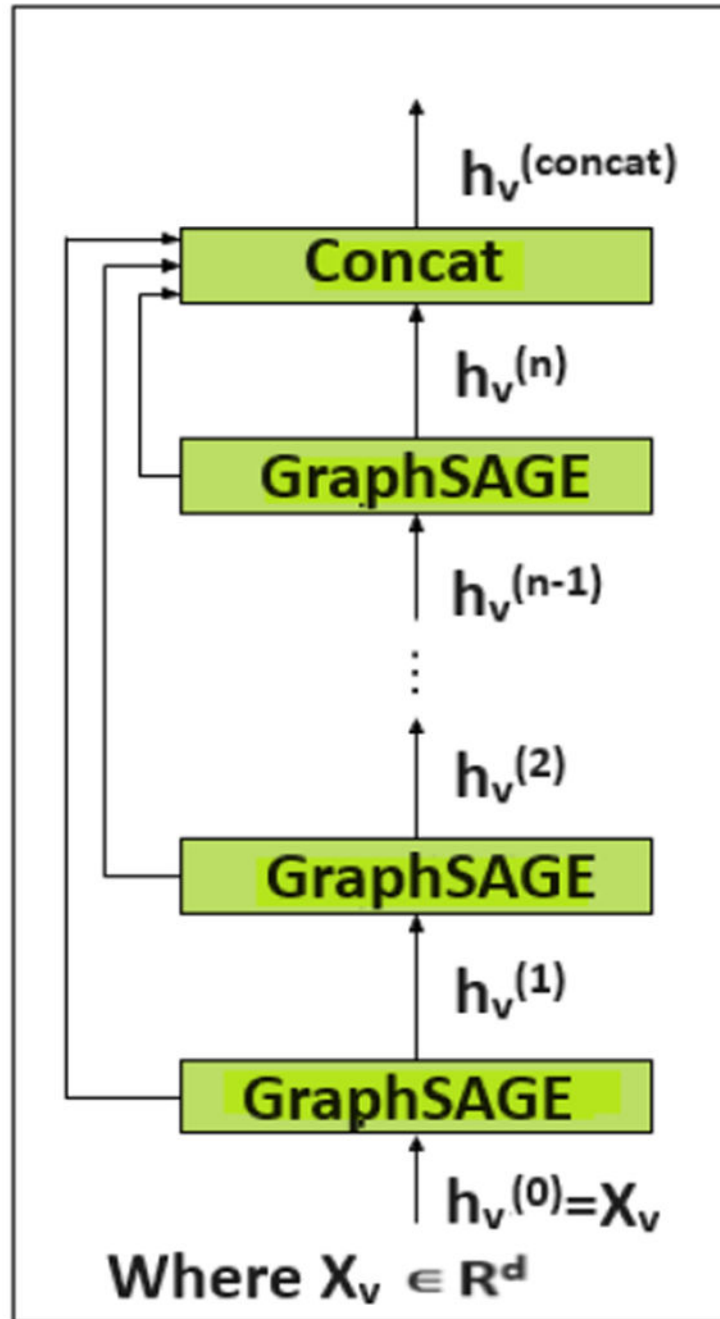 hᵥ⁽ᶜᵒⁿᶜᵃᵗ⁾
Concat
hᵥ⁽ⁿ⁾
GraphSAGE
hᵥ⁽ⁿ⁻¹⁾
⋮
hᵥ⁽²⁾
GraphSAGE
hᵥ⁽¹⁾
GraphSAGE
hᵥ⁽⁰⁾=Xᵥ
Where Xᵥ ∈ Rᵈ